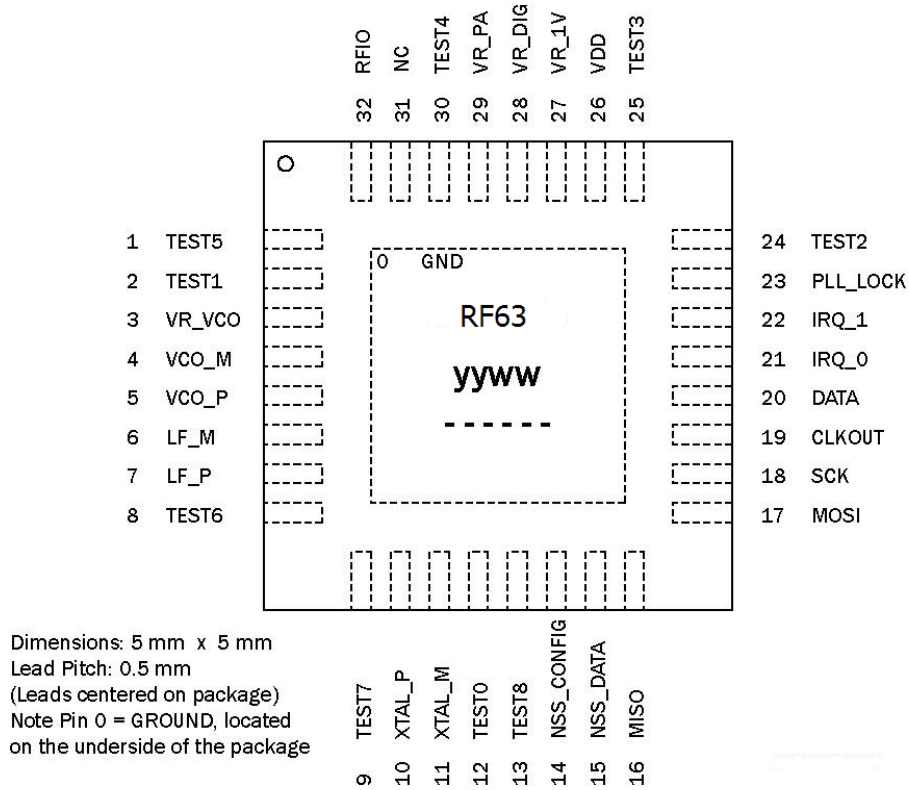 RFIO
NC
TEST4
VR_PA
VR_DIG
VR_1V
VDD
TEST3
32
31
30
29
28
27
26
25
1 TEST5
2 TEST1
3 VR_VCO
4 VCO_M
5 VCO_P
6 LF_M
7 LF_P
8 TEST6
0 GND
RF63
yyww
------
24 TEST2
23 PLL_LOCK
22 IRQ_1
21 IRQ_0
20 DATA
19 CLKOUT
18 SCK
17 MOSI
Dimensions: 5 mm x 5 mm
Lead Pitch: 0.5 mm
(Leads centered on package)
Note Pin 0 = GROUND, located
on the underside of the package
TEST7
XTAL_P
XTAL_M
TEST0
TEST8
NSS_CONFIG
NSS_DATA
MISO
9
10
11
12
13
14
15
16